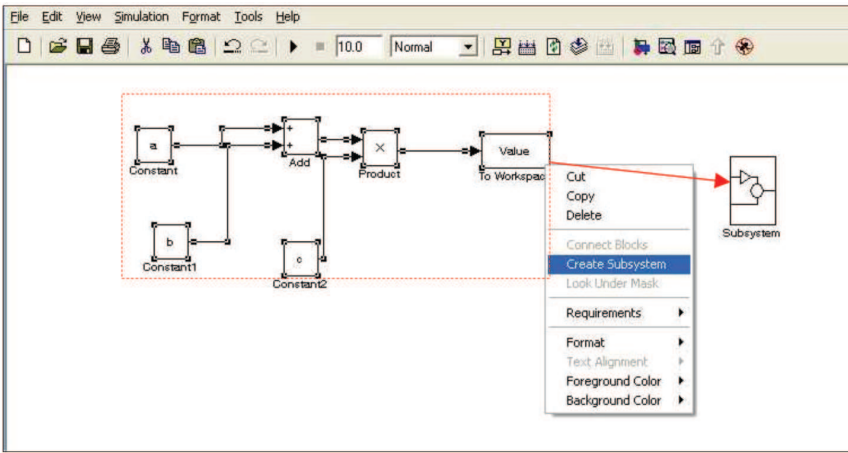 File Edit View Simulation Format Tools Help
10.0 Normal
a
Constant
b
Constant1
c
Constant2
+
+
Add
×
Product
Value
To Workspac
Cut
Copy
Delete
Connect Blocks
Create Subsystem
Look Under Mask
Requirements
Format
Text Alignment
Foreground Color
Background Color
Subsystem